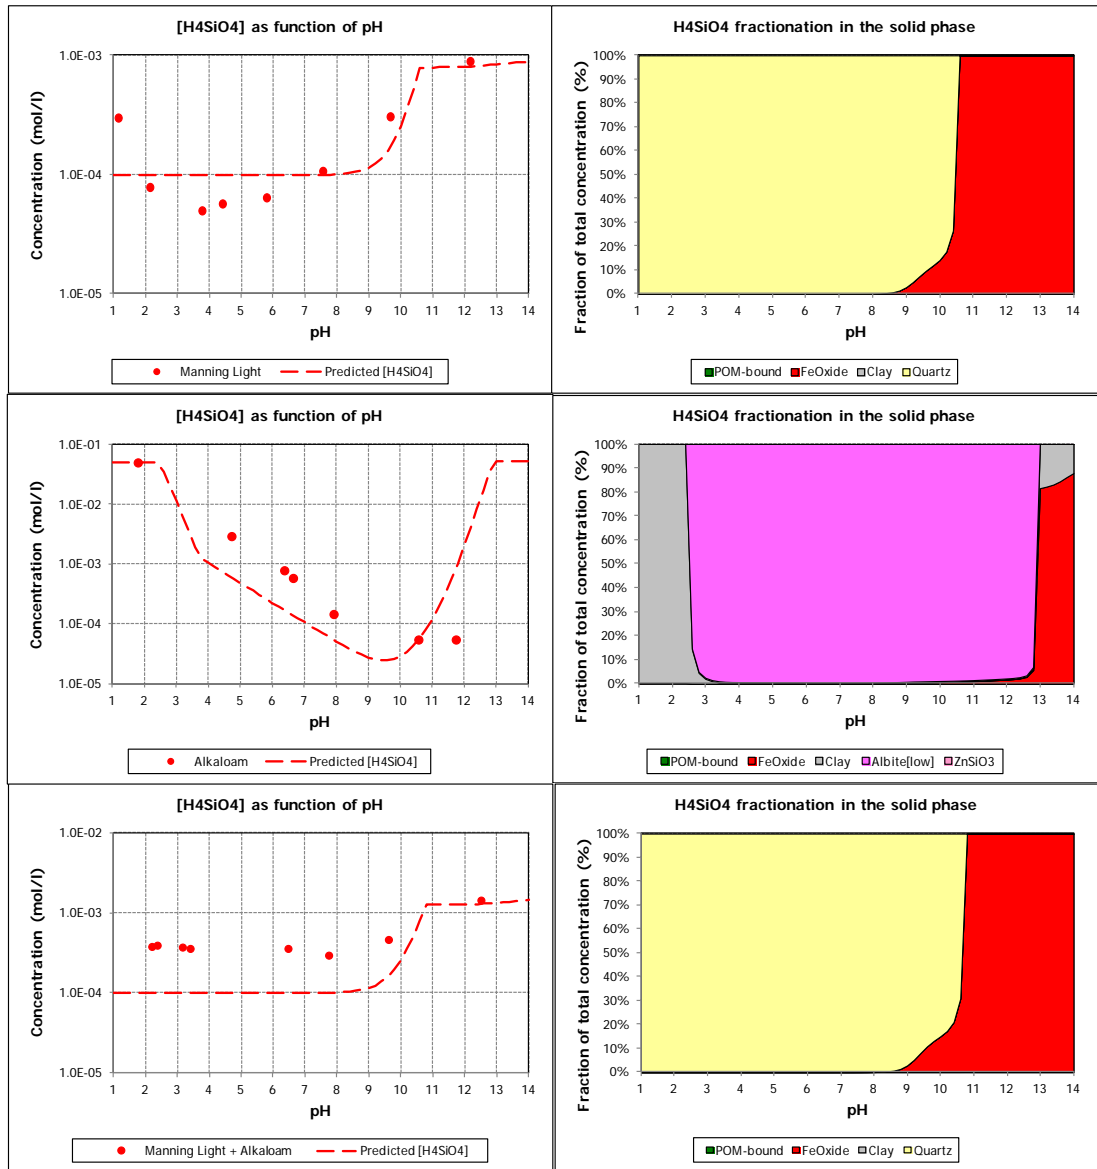 [H4SiO4] as function of pH
Concentration (mol/l)
1.0E-03
1.0E-04
1.0E-05
1 2 3 4 5 6 7 8 9 10 11 12 13 14
pH
Manning Light Predicted [H4SiO4]
H4SiO4 fractionation in the solid phase
Fraction of total concentration (%)
100%
90%
80%
70%
60%
50%
40%
30%
20%
10%
0%
1 2 3 4 5 6 7 8 9 10 11 12 13 14
pH
POM-bound FeOxide Clay Quartz
[H4SiO4] as function of pH
Concentration (mol/l)
1.0E-01
1.0E-02
1.0E-03
1.0E-04
1.0E-05
1 2 3 4 5 6 7 8 9 10 11 12 13 14
pH
Alkaloam Predicted [H4SiO4]
H4SiO4 fractionation in the solid phase
Fraction of total concentration (%)
100%
90%
80%
70%
60%
50%
40%
30%
20%
10%
0%
1 2 3 4 5 6 7 8 9 10 11 12 13 14
pH
POM-bound FeOxide Clay Albite[low] ZnSiO3
[H4SiO4] as function of pH
Concentration (mol/l)
1.0E-02
1.0E-03
1.0E-04
1.0E-05
1 2 3 4 5 6 7 8 9 10 11 12 13 14
pH
Manning Light + Alkaloam Predicted [H4SiO4]
H4SiO4 fractionation in the solid phase
Fraction of total concentration (%)
100%
90%
80%
70%
60%
50%
40%
30%
20%
10%
0%
1 2 3 4 5 6 7 8 9 10 11 12 13 14
pH
POM-bound FeOxide Clay Quartz